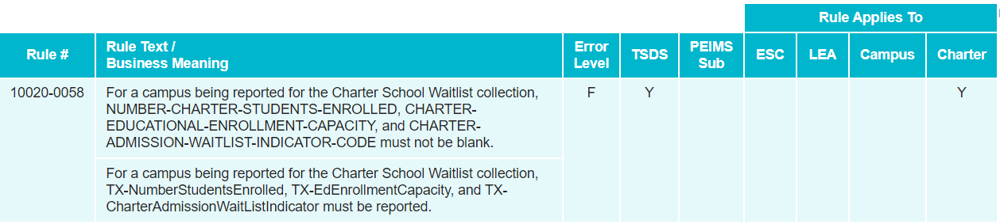 Rule Applies To
Rule #
Rule Text /
Business Meaning
Error
Level
TSDS
PEIMS
Sub
ESC
LEA
Campus
Charter
10020-0058
For a campus being reported for the Charter School Waitlist collection,
NUMBER-CHARTER-STUDENTS-ENROLLED, CHARTER-
EDUCATIONAL-ENROLLMENT-CAPACITY, and CHARTER-
ADMISSION-WAITLIST-INDICATOR-CODE must not be blank.
F
Y
Y
For a campus being reported for the Charter School Waitlist collection,
TX-NumberStudentsEnrolled, TX-EdEnrollmentCapacity, and TX-
CharterAdmissionWaitListIndicator must be reported.